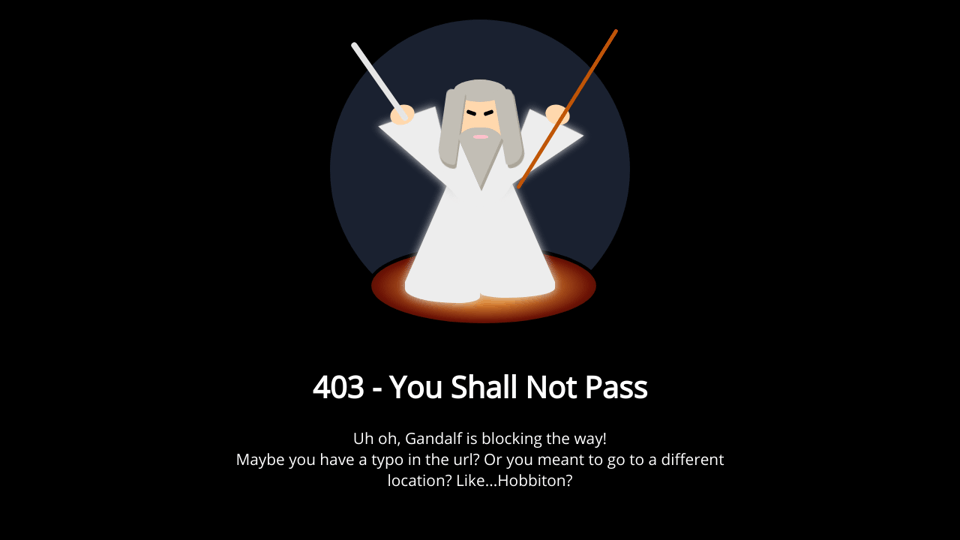 403 - You Shall Not Pass
Uh oh, Gandalf is blocking the way!
Maybe you have a typo in the url? Or you meant to go to a different
location? Like...Hobbiton?